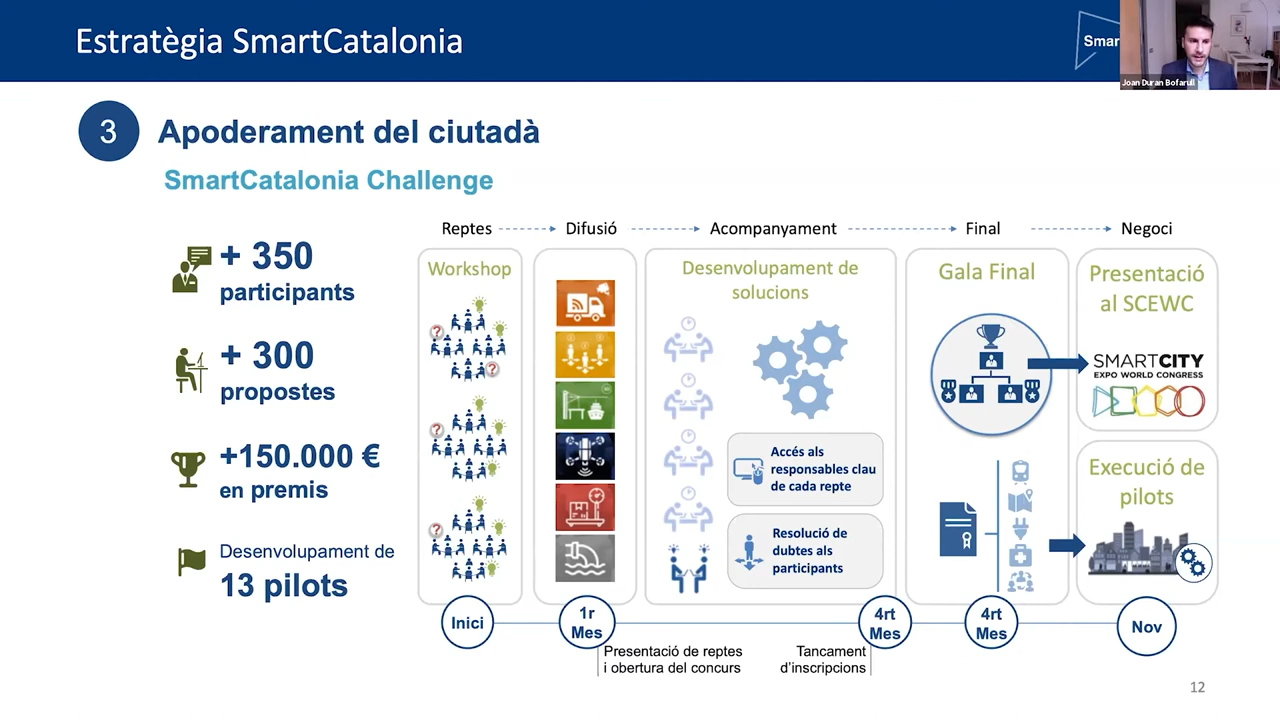 Estratègia SmartCatalonia
Smar
Joan Duran Bofarull
3
Apoderament del ciutadà
SmartCatalonia Challenge
+ 350
participants
+ 300
propostes
+150.000 €
en premis
Desenvolupament de
13 pilots
Reptes
Difusió
Acompanyament
Final
Negoci
Workshop
?
?
?
?
Desenvolupament de
solucions
Accés als
responsables clau
de cada repte
Resolució de
dubtes als
participants
Gala Final
Presentació
al SCEWC
SMARTCITY
EXPO WORLD CONGRESS
Execució de
pilots
Inici
1r
Mes
4rt
Mes
4rt
Mes
Nov
Presentació de reptes
i obertura del concurs
Tancament
d'inscripcions
12